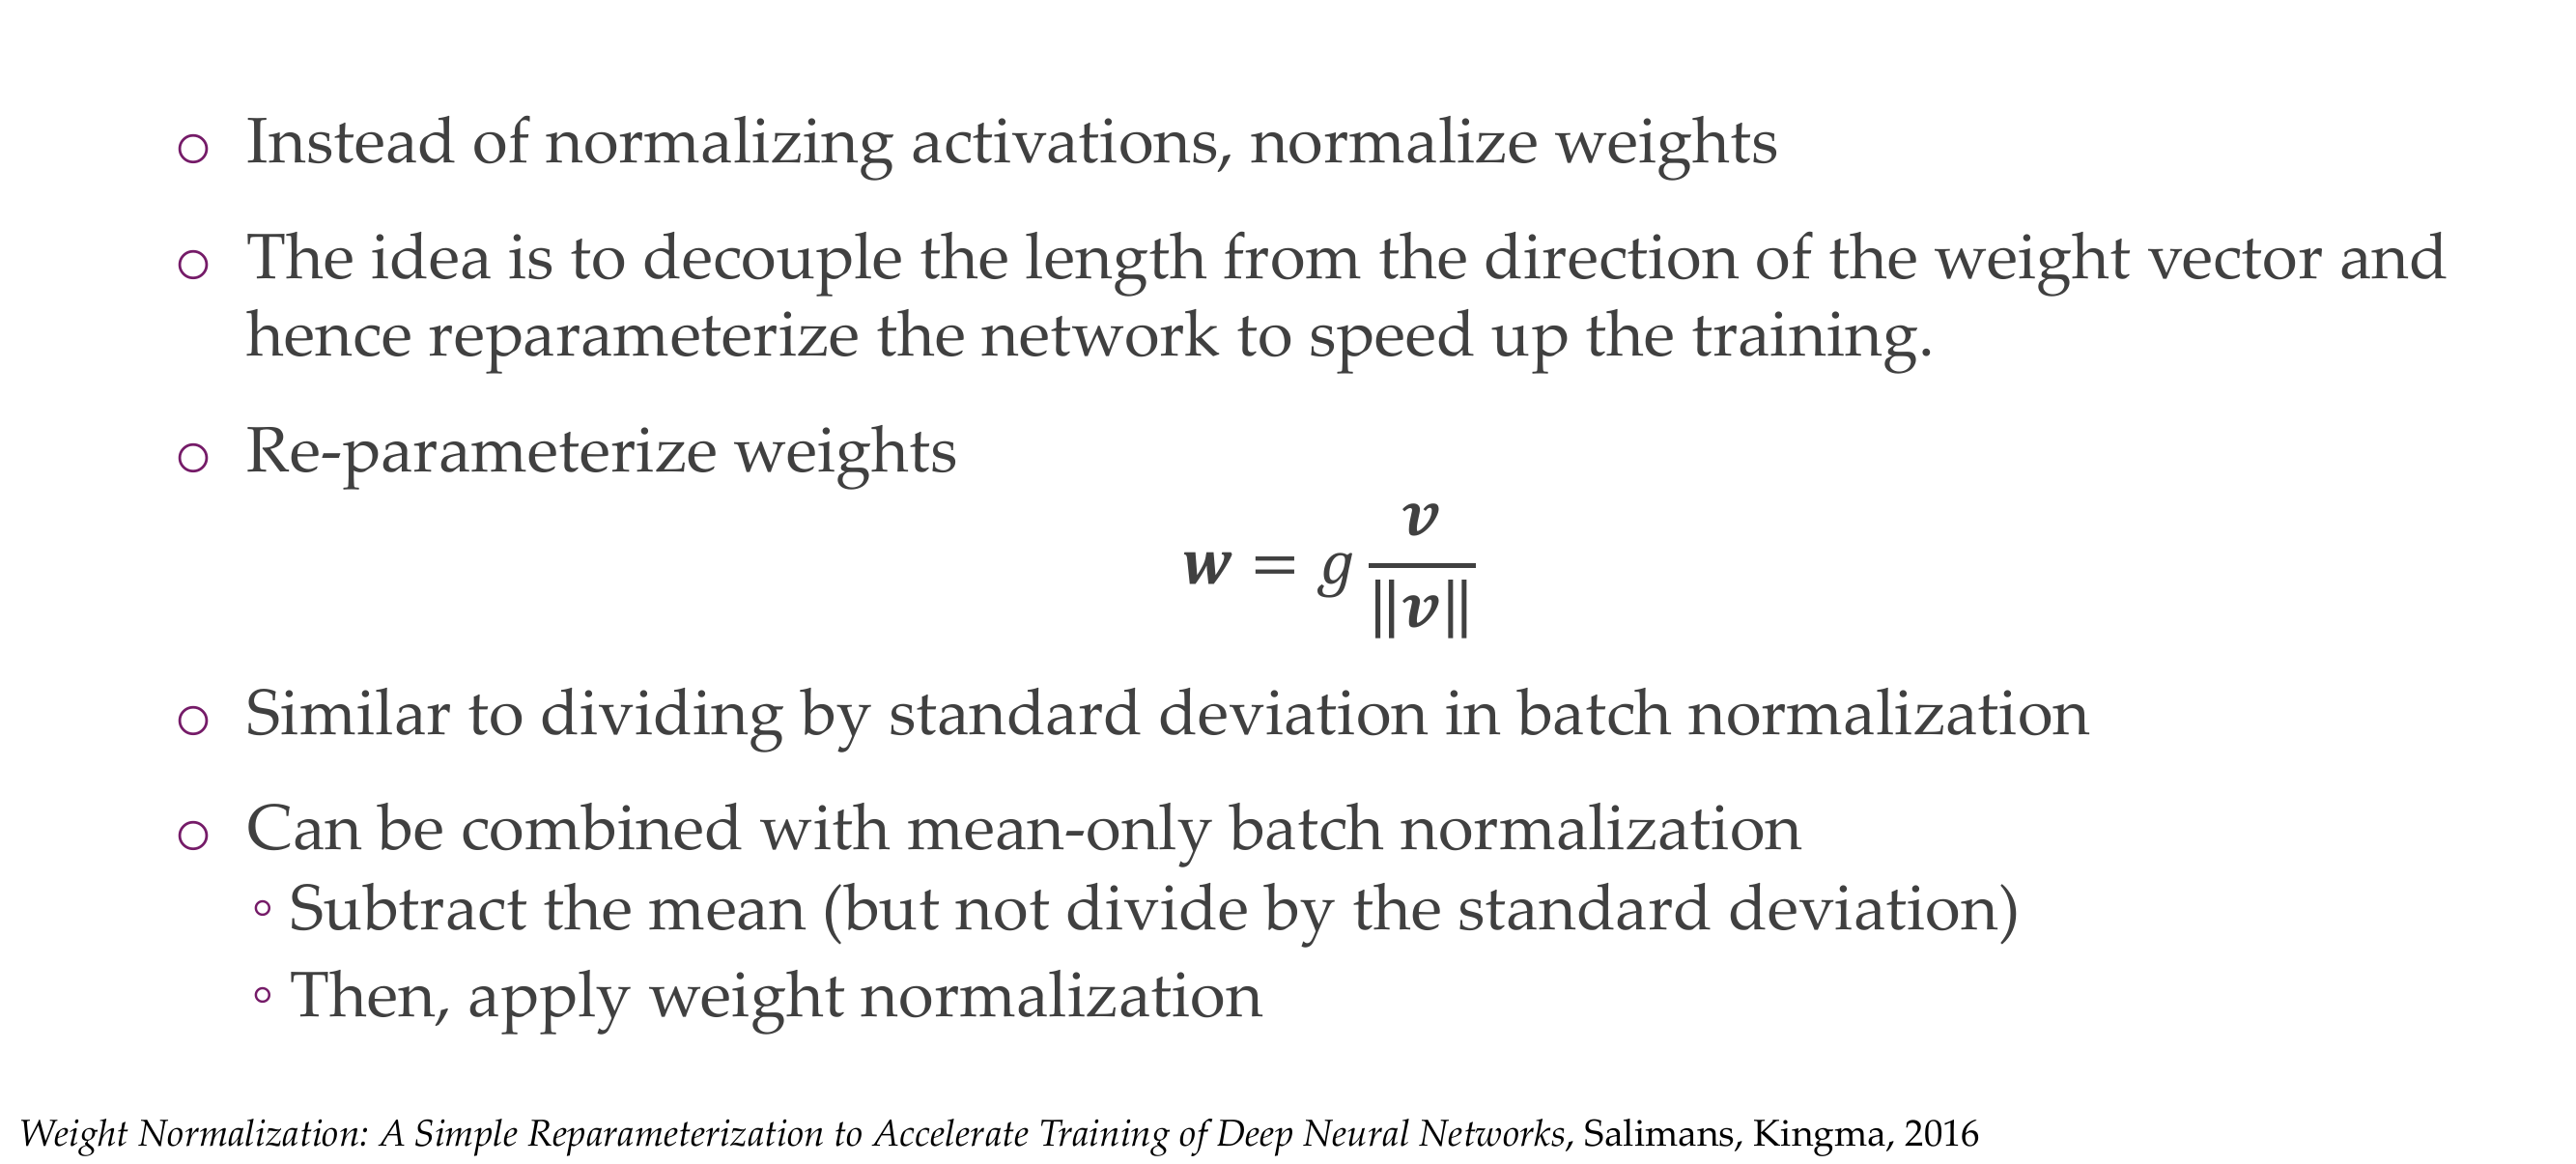 ○ Instead of normalizing activations, normalize weights
○ The idea is to decouple the length from the direction of the weight vector and
hence reparameterize the network to speed up the training.
○ Re-parameterize weights
𝒘 = 𝑔 𝒗 / ‖𝒗‖
○ Similar to dividing by standard deviation in batch normalization
○ Can be combined with mean-only batch normalization
◦ Subtract the mean (but not divide by the standard deviation)
◦ Then, apply weight normalization
Weight Normalization: A Simple Reparameterization to Accelerate Training of Deep Neural Networks, Salimans, Kingma, 2016